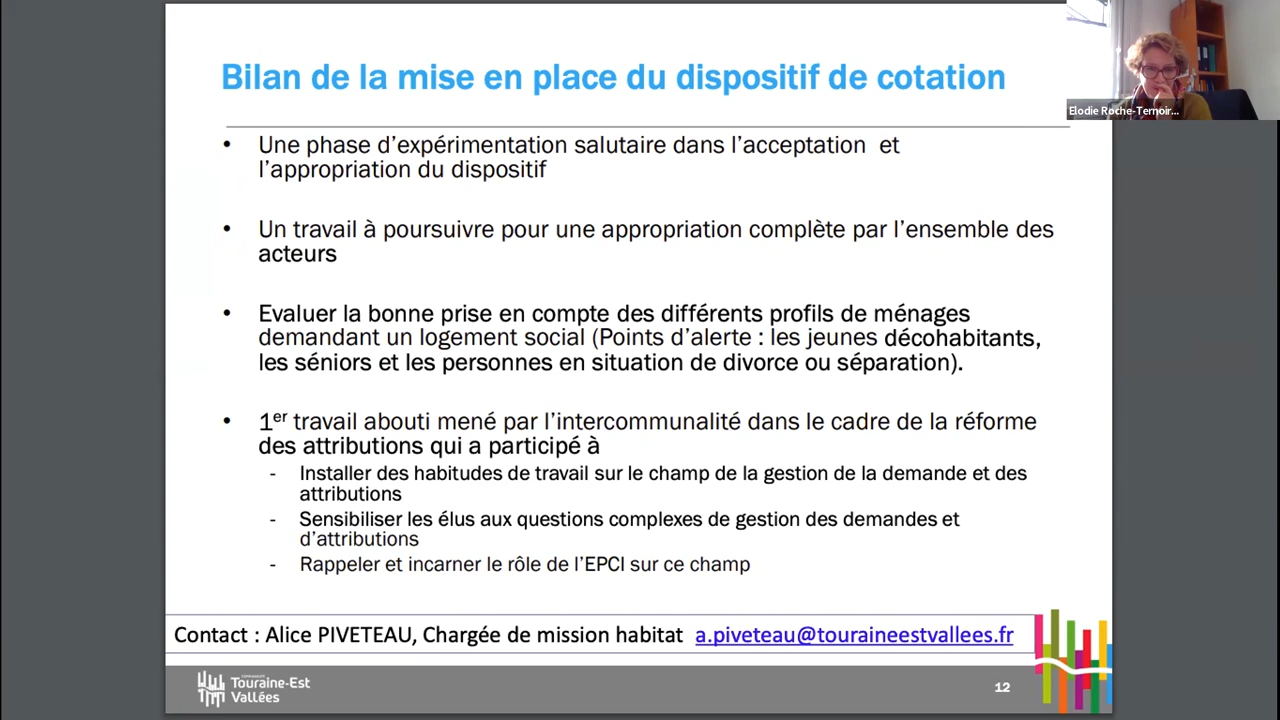 Bilan de la mise en place du dispositif de cotation
Elodie Roche-Ternoir...
• Une phase d’expérimentation salutaire dans l’acceptation et
l’appropriation du dispositif
• Un travail à poursuivre pour une appropriation complète par l’ensemble des
acteurs
• Evaluer la bonne prise en compte des différents profils de ménages
demandant un logement social (Points d’alerte : les jeunes décohabitants,
les séniors et les personnes en situation de divorce ou séparation).
• 1er travail abouti mené par l’intercommunalité dans le cadre de la réforme
des attributions qui a participé à
- Installer des habitudes de travail sur le champ de la gestion de la demande et des
attributions
- Sensibiliser les élus aux questions complexes de gestion des demandes et
d’attributions
- Rappeler et incarner le rôle de l’EPCI sur ce champ
Contact : Alice PIVETEAU, Chargée de mission habitat a.piveteau@touraineestvallees.fr
Touraine-Est
Vallées
12